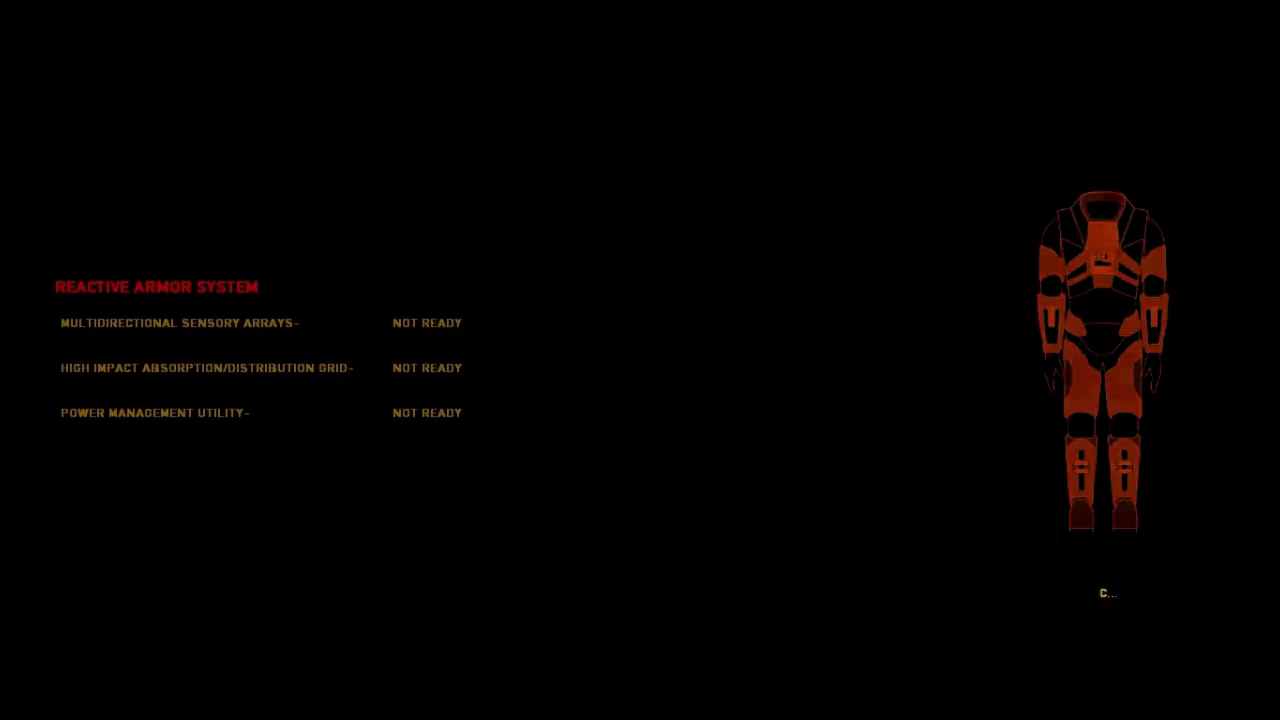 REACTIVE ARMOR SYSTEM
MULTIDIRECTIONAL SENSORY ARRAYS- NOT READY
HIGH IMPACT ABSORPTION/DISTRIBUTION GRID- NOT READY
POWER MANAGEMENT UTILITY- NOT READY
C...